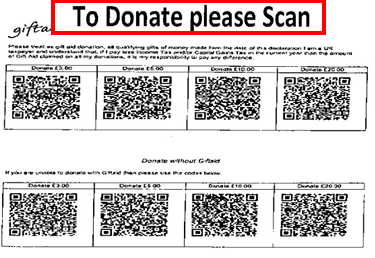 To Donate please Scan
gifta
Please treat as gift aid donation, all qualifying gifts of money made from the date of this declaration I am a UK
taxpayer and understand that, if I pay less Income Tax and/or Capital Gains Tax in the current year than the amount
of Gift Aid claimed on all my donations, it is my responsibility to pay any difference.
Donate £3.00 Donate £5.00 Donate £10.00 Donate £20.00
Donate without Giftaid
If you are unable to donate with Giftaid then please use the codes below
Donate £3.00 Donate £5.00 Donate £10.00 Donate £20.00